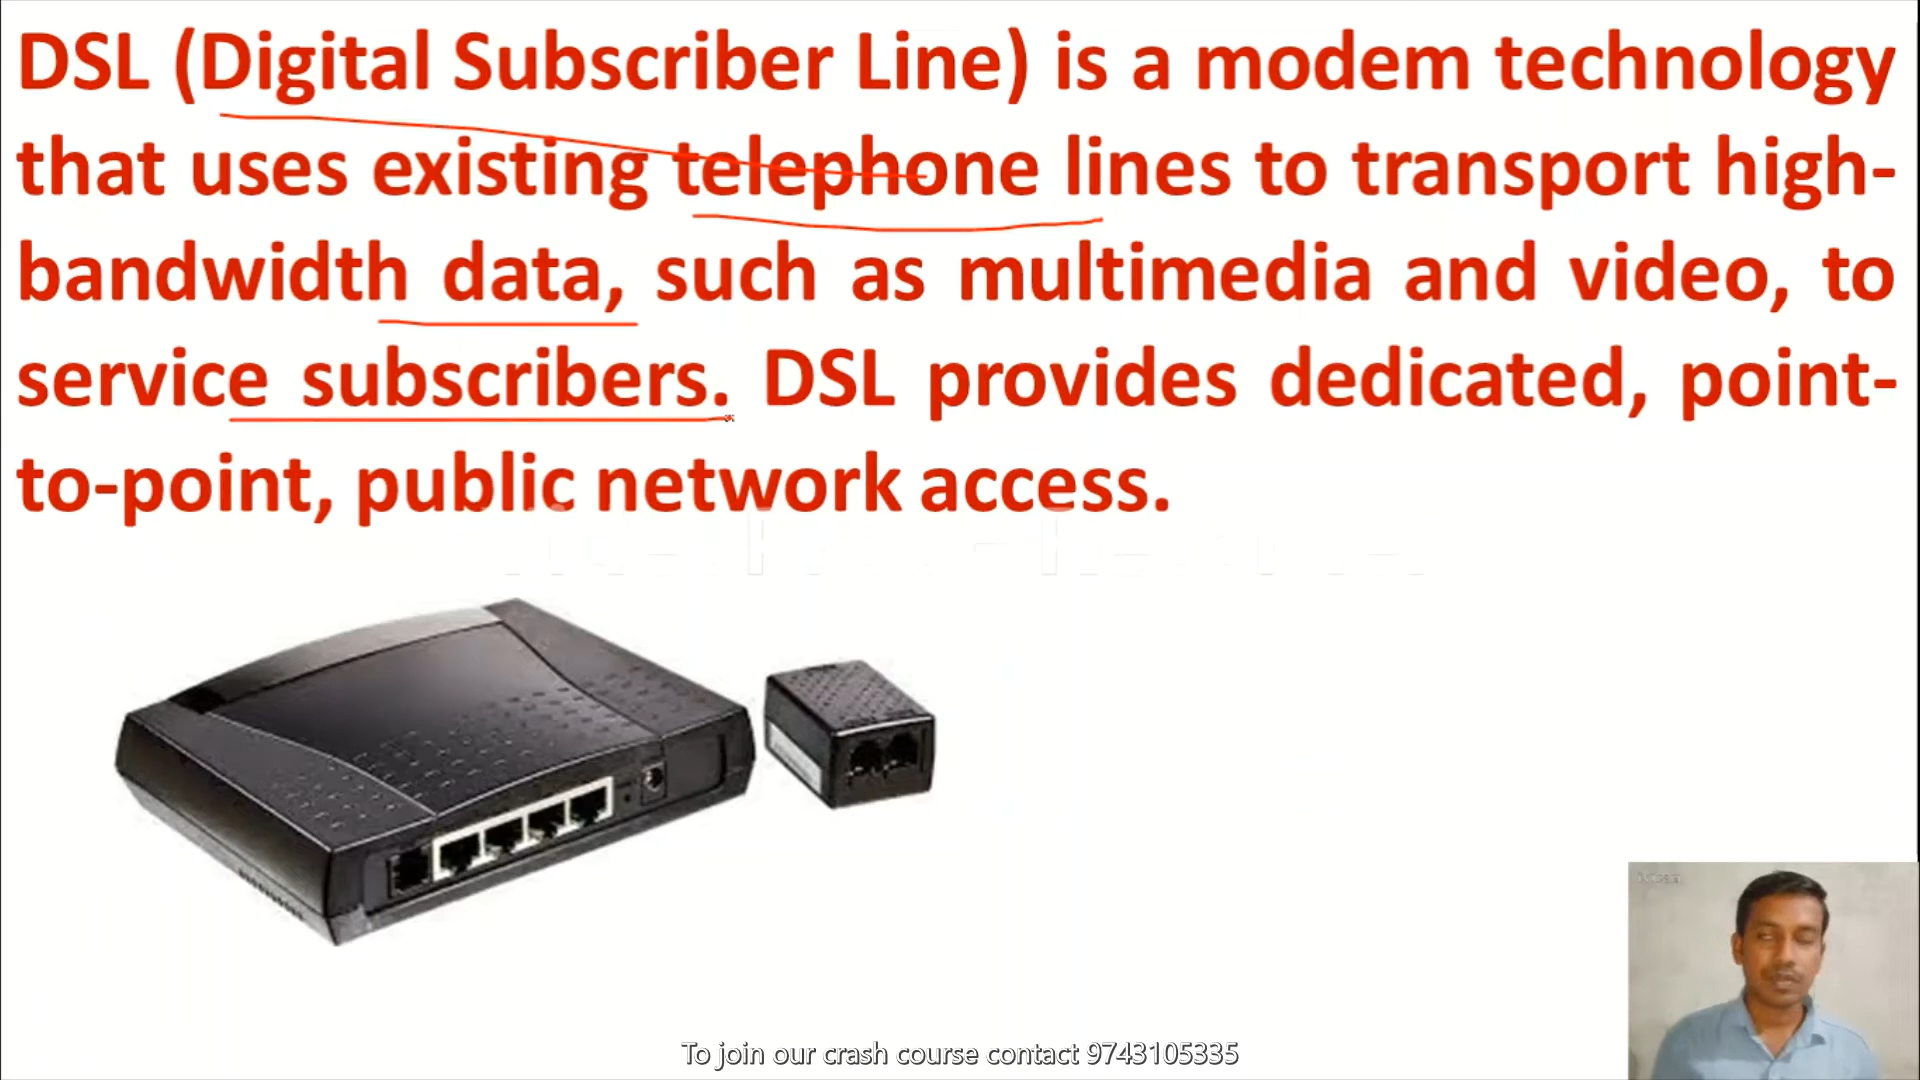 DSL (Digital Subscriber Line) is a modem technology
that uses existing telephone lines to transport high-
bandwidth data, such as multimedia and video, to
service subscribers. DSL provides dedicated, point-
to-point, public network access.
To join our crash course contact 9743105335